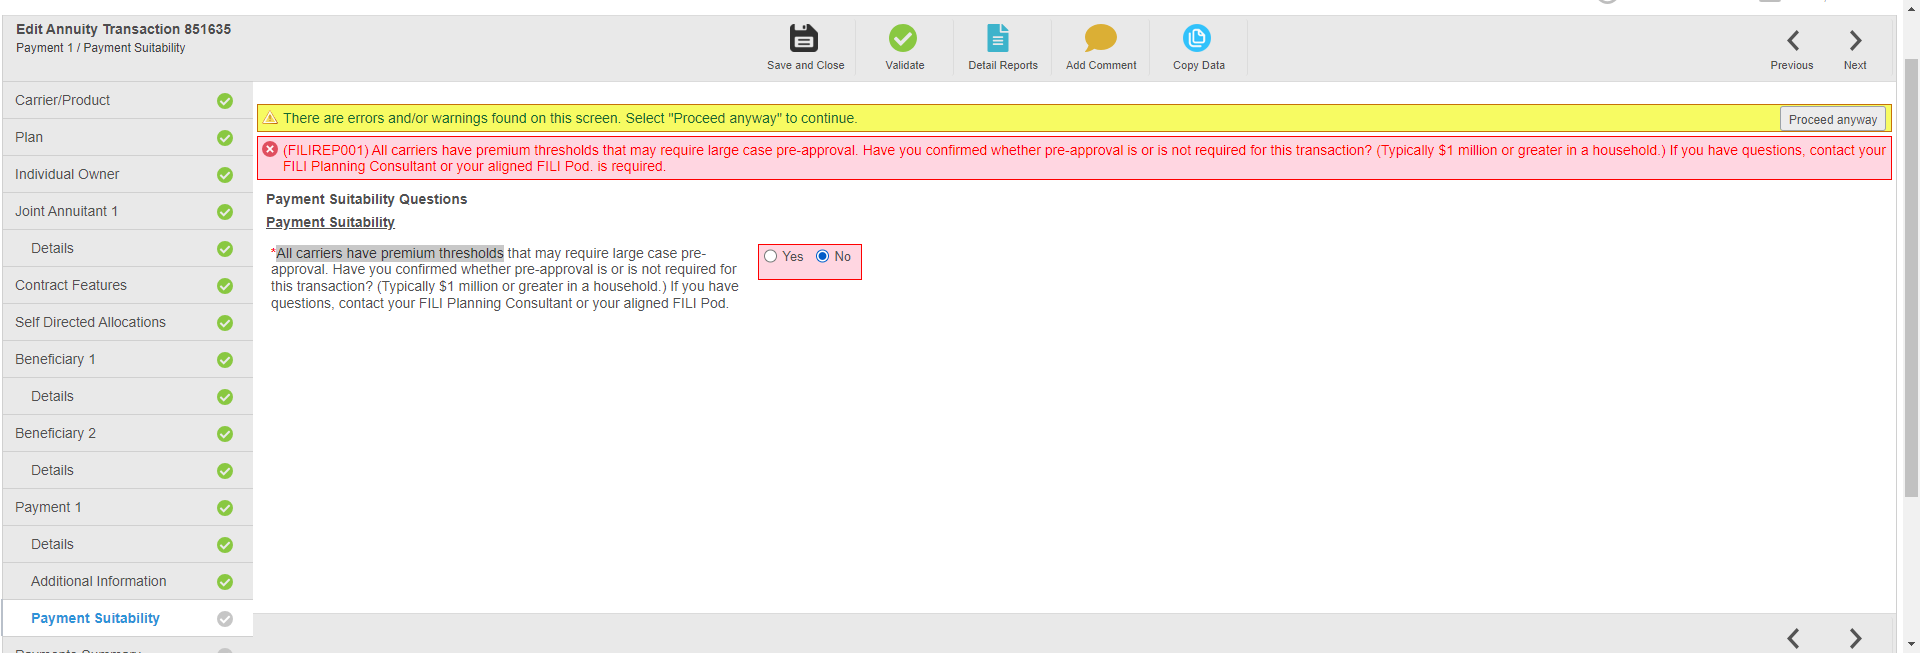 Edit Annuity Transaction 851635
Payment 1 / Payment Suitability
Save and Close
Validate
Detail Reports
Add Comment
Copy Data
Previous
Next
Carrier/Product
Plan
Individual Owner
Joint Annuitant 1
Details
Contract Features
Self Directed Allocations
Beneficiary 1
Details
Beneficiary 2
Details
Payment 1
Details
Additional Information
Payment Suitability
Payments Summary
There are errors and/or warnings found on this screen. Select "Proceed anyway" to continue.
Proceed anyway
(FILIREP001) All carriers have premium thresholds that may require large case pre-approval. Have you confirmed whether pre-approval is or is not required for this transaction? (Typically $1 million or greater in a household.) If you have questions, contact your
FILI Planning Consultant or your aligned FILI Pod. is required.
Payment Suitability Questions
Payment Suitability
*All carriers have premium thresholds that may require large case pre-
approval. Have you confirmed whether pre-approval is or is not required for
this transaction? (Typically $1 million or greater in a household.) If you have
questions, contact your FILI Planning Consultant or your aligned FILI Pod.
Yes
No